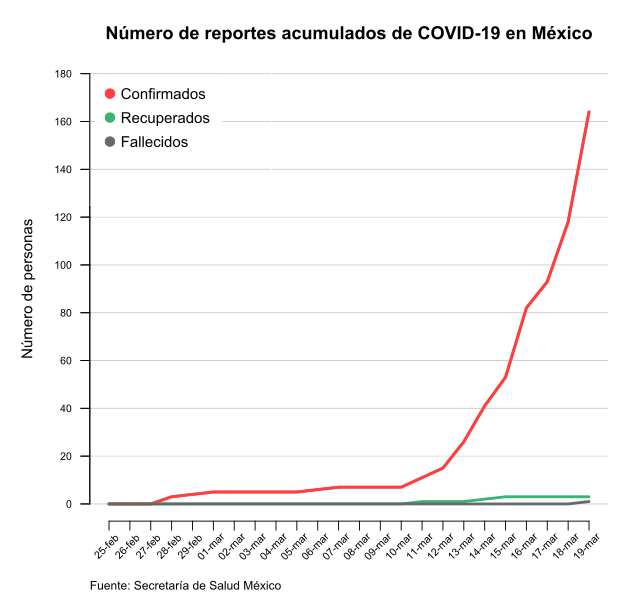 Número de reportes acumulados de COVID-19 en México
Número de personas
180
160
140
120
100
80
60
40
20
0
Confirmados
Recuperados
Fallecidos
25-feb
26-feb
27-feb
28-feb
29-feb
01-mar
02-mar
03-mar
04-mar
05-mar
06-mar
07-mar
08-mar
09-mar
10-mar
11-mar
12-mar
13-mar
14-mar
15-mar
16-mar
17-mar
18-mar
19-mar
Fuente: Secretaría de Salud México